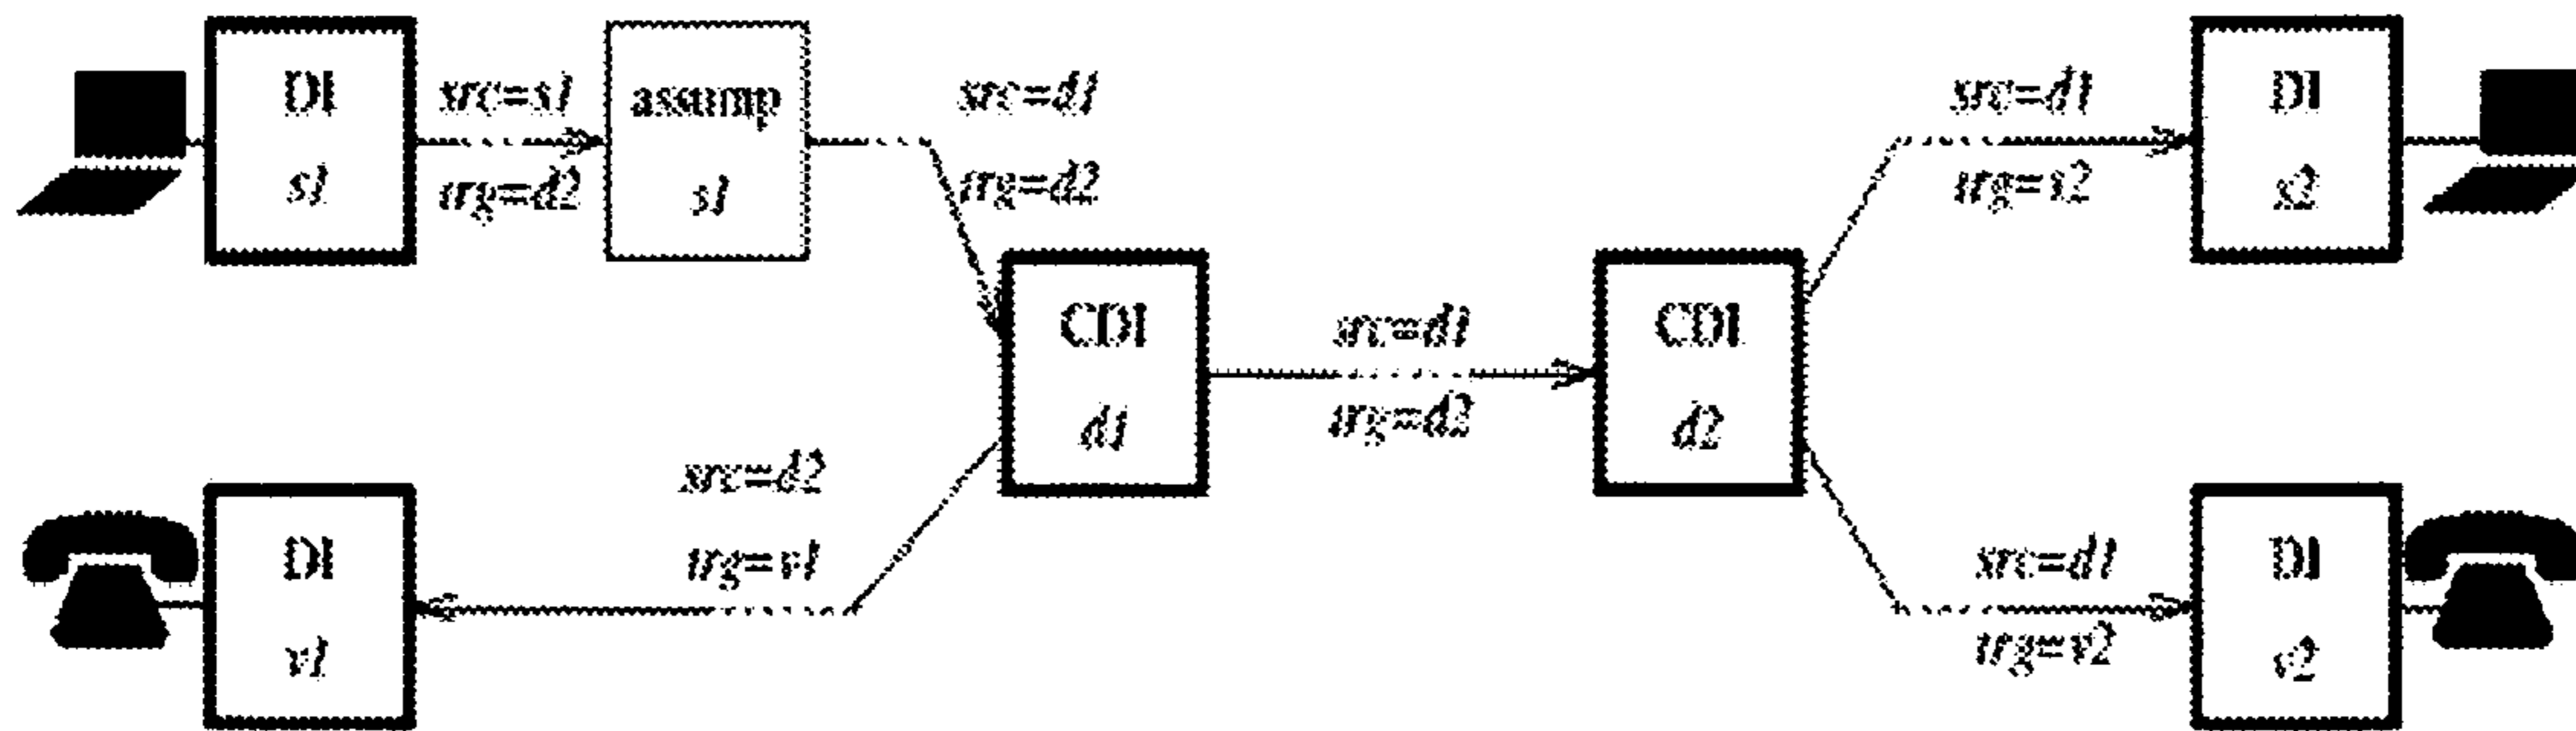 DI
s1
src=s1
trg=d2
assump
s1
src=d1
trg=d2
CDI
d1
src=d1
trg=d2
CDI
d2
src=d1
trg=s2
DI
s2
DI
v1
src=d2
trg=v1
src=d1
trg=v2
DI
v2